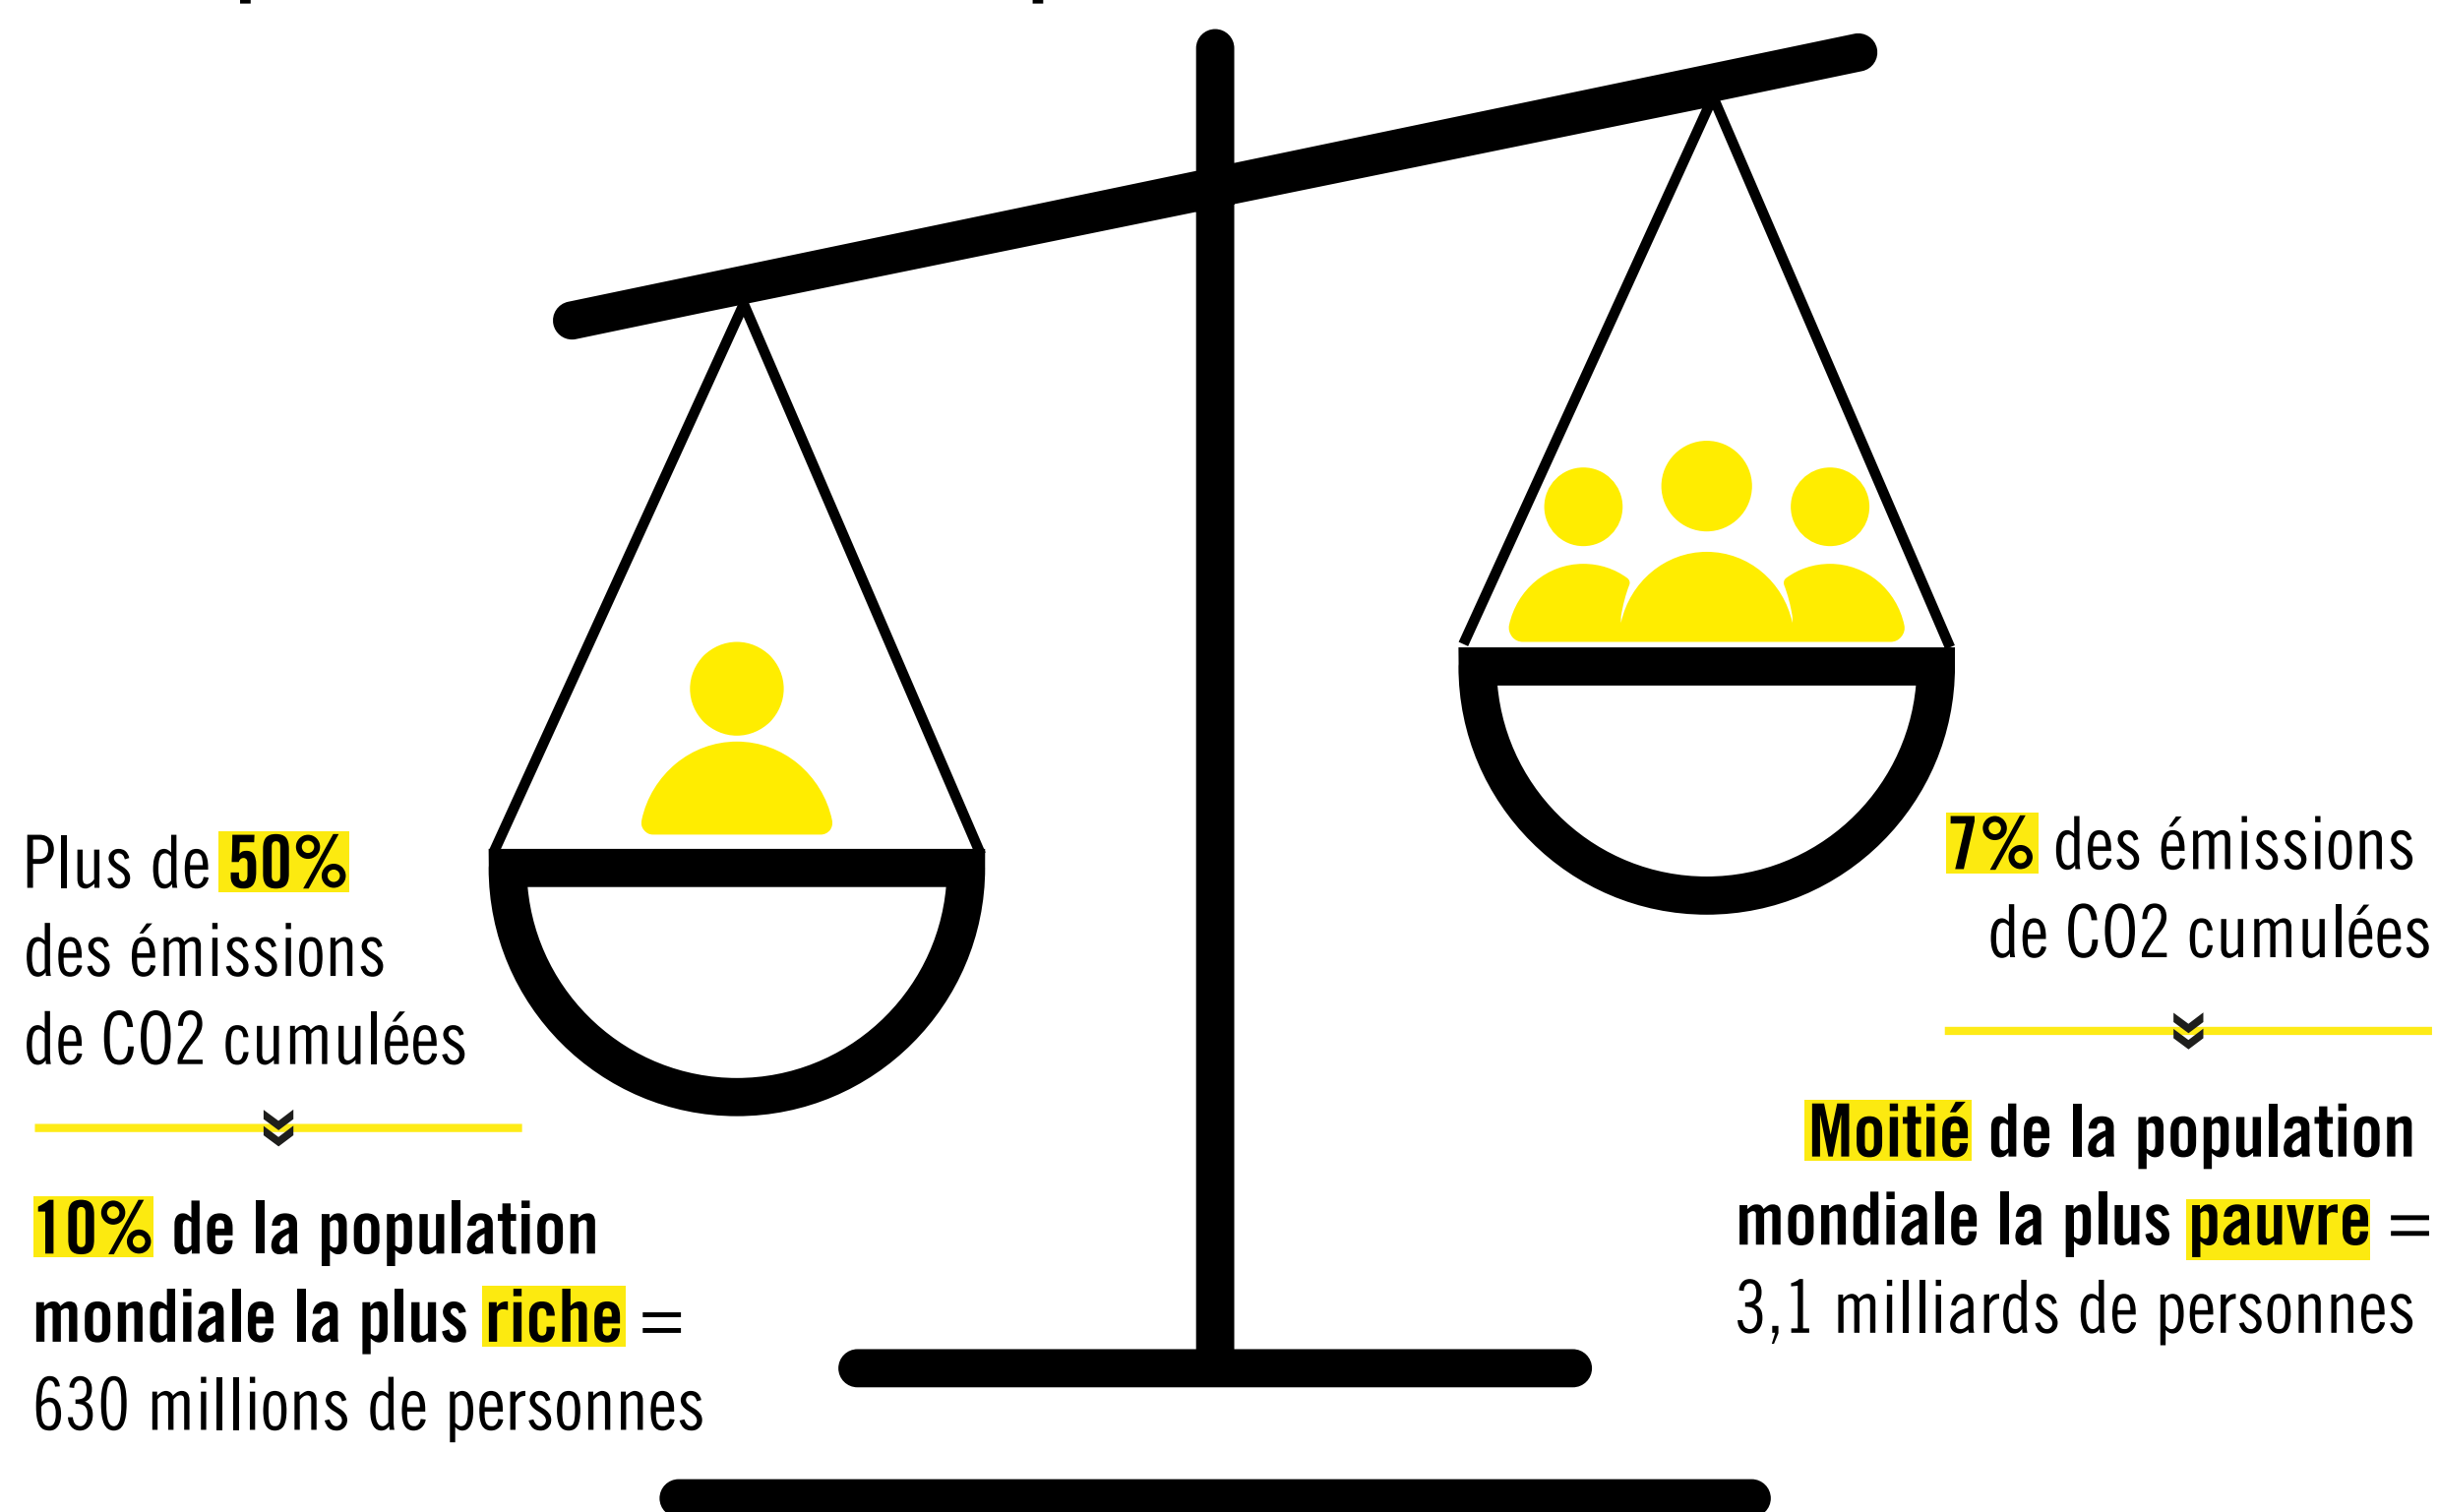 Plus de 50%
des émissions
de CO2 cumulées
10% de la population
mondiale la plus riche =
630 millions de personnes
7% des émissions
de CO2 cumulées
Moitié de la population
mondiale la plus pauvre =
3,1 milliards de personnes